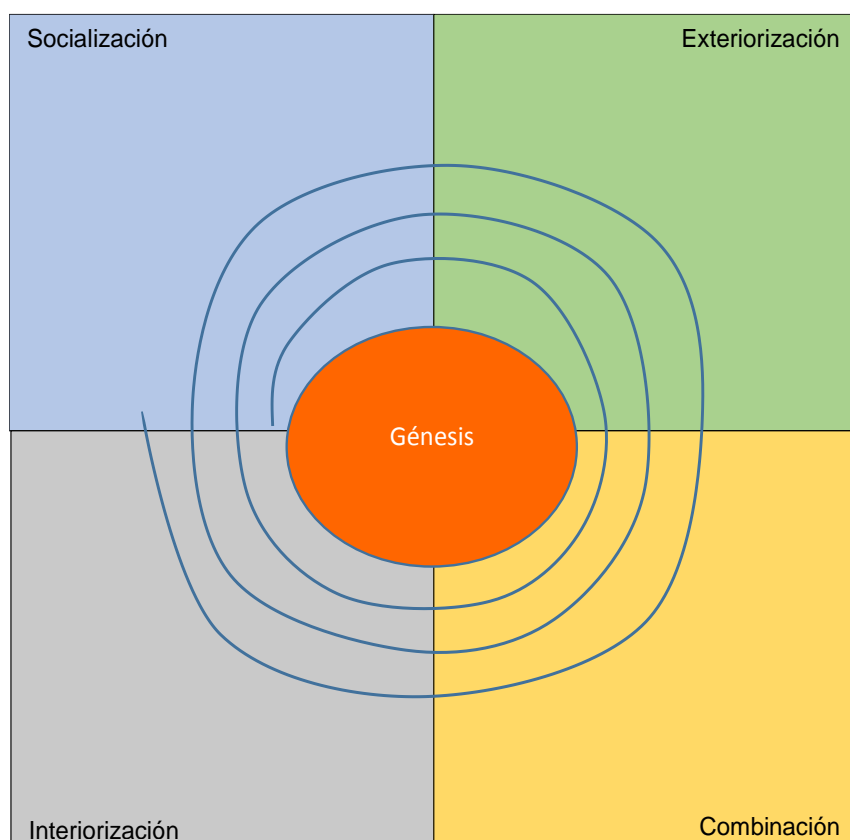 Socialización
Exteriorización
Génesis
Interiorización
Combinación